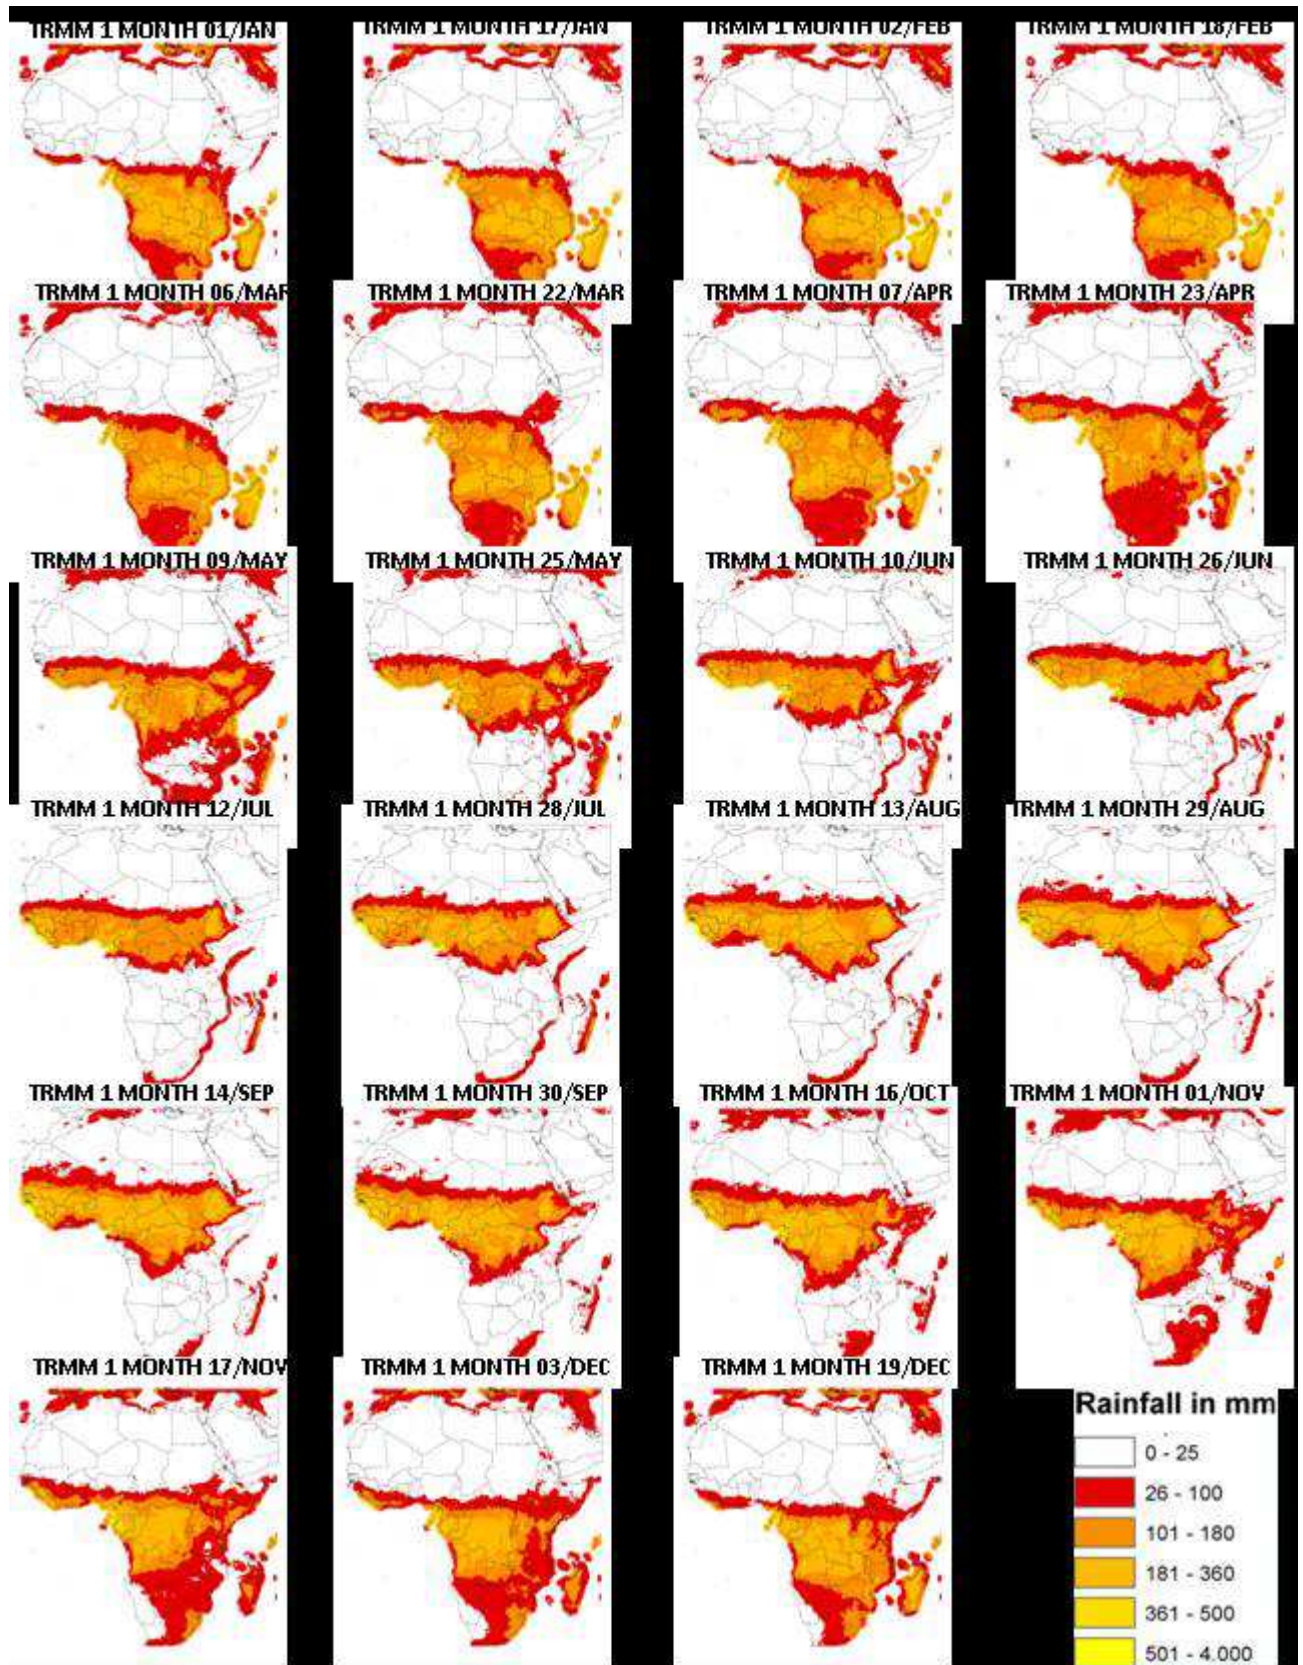 TRMM 1 MONTH 01/JAN
TRMM 1 MONTH 17/JAN
TRMM 1 MONTH 02/FEB
TRMM 1 MONTH 18/FEB
TRMM 1 MONTH 06/MAR
TRMM 1 MONTH 22/MAR
TRMM 1 MONTH 07/APR
TRMM 1 MONTH 23/APR
TRMM 1 MONTH 09/MAY
TRMM 1 MONTH 25/MAY
TRMM 1 MONTH 10/JUN
TRMM 1 MONTH 26/JUN
TRMM 1 MONTH 12/JUL
TRMM 1 MONTH 28/JUL
TRMM 1 MONTH 13/AUG
TRMM 1 MONTH 29/AUG
TRMM 1 MONTH 14/SEP
TRMM 1 MONTH 30/SEP
TRMM 1 MONTH 16/OCT
TRMM 1 MONTH 01/NOV
TRMM 1 MONTH 17/NOV
TRMM 1 MONTH 03/DEC
TRMM 1 MONTH 19/DEC
Rainfall in mm
0 - 25
26 - 100
101 - 180
181 - 360
361 - 500
501 - 4.000